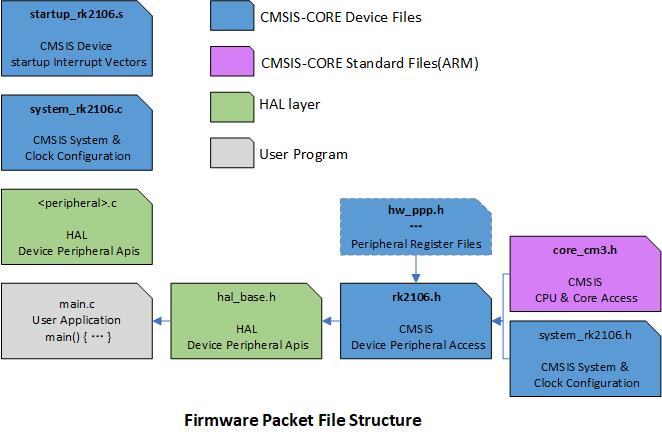 startup_rk2106.s
CMSIS Device
startup Interrupt Vectors
CMSIS-CORE Device Files
CMSIS-CORE Standard Files(ARM)
HAL layer
User Program
system_rk2106.c
CMSIS System &
Clock Configuration
<peripheral>.c
HAL
Device Peripheral Apis
hw_ppp.h
---
Peripheral Register Files
core_cm3.h
CMSIS
CPU & Core Access
main.c
User Application
main() { ··· }
hal_base.h
HAL
Device Peripheral Apis
rk2106.h
CMSIS
Device Peripheral Access
system_rk2106.h
CMSIS System &
Clock Configuration
Firmware Packet File Structure